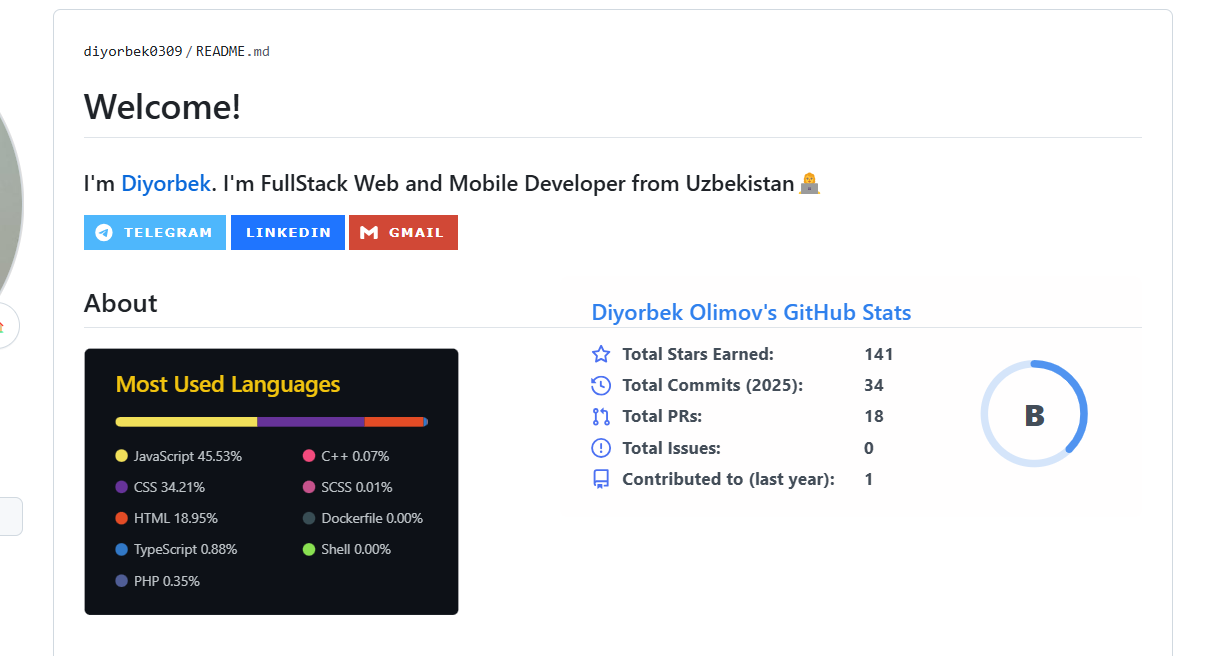 diyorbek0309/README.md
Welcome!
I'm Diyorbek. I'm FullStack Web and Mobile Developer from Uzbekistan
TELEGRAM LINKEDIN GMAIL
About
Most Used Languages
JavaScript 45.53%
CSS 34.21%
HTML 18.95%
TypeScript 0.88%
PHP 0.35%
C++ 0.07%
SCSS 0.01%
Dockerfile 0.00%
Shell 0.00%
Diyorbek Olimov's GitHub Stats
Total Stars Earned: 141
Total Commits (2025): 34
Total PRs: 18
Total Issues: 0
Contributed to (last year): 1
B